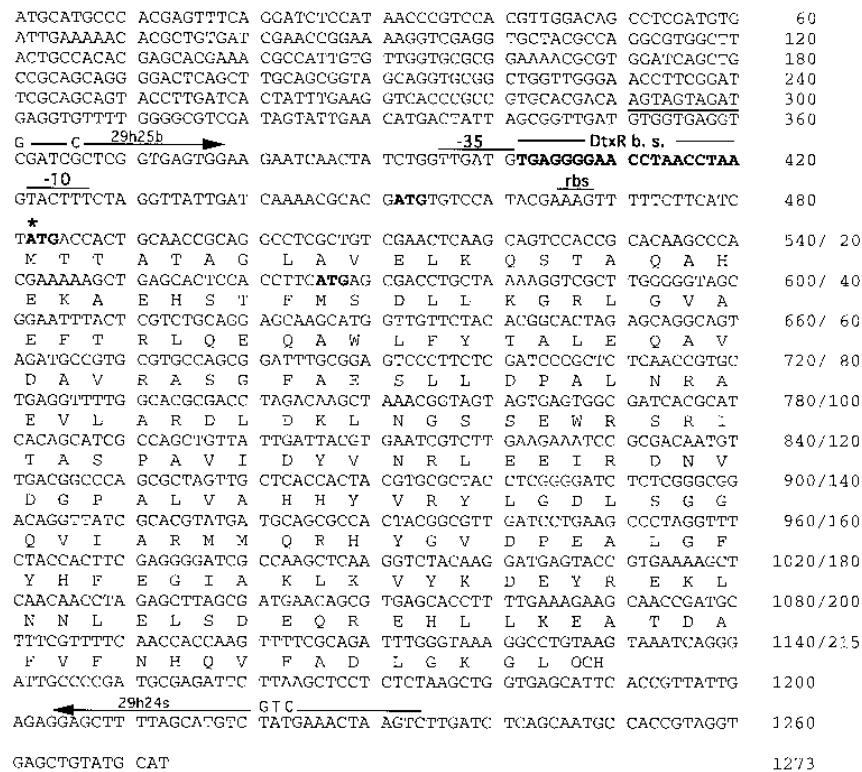 ATGCATGCCC ACGAGTTTCA GGATCTCCAT AACCCGTCCA CGTTGGACAG CCTCGATGTG 60
ATTGAAAAAC ACGCTGTGAT CGAACCGGAA AAGGTCGAGG TGCTACGCCA GGCGTGGCTT 120
ACTGCCACAC GAGCACGAAA CGCCATTGTG TTGGTGCGCG GAAAACGCGT GGATCAGCTG 180
CCGCAGCAGG GGACTCAGCT TGCAGCGGTA GCAGGTGCGG CTGGTTGGGA ACCTTCGGAT 240
TCGCAGCAGT ACCTTGATCA CTATTTGAAG GTCACCCGCC GTGCACGACA AGTAGTAGAT 300
GAGGTGTTTT GGGGCGTCGA TAGTATTGAA CATGACTATT AGCGGTTGAT GTGGTGAGGT 360
G C 29h25b -35 DtxR b. s.
CGATCGCTCG GTGAGTGGAA GAATCAACTA TCTGGTTGATG TGAGGGGAA CCTAACCTAA 420
-10 rbs
GTACTTTCTA GGTTATTGAT CAAAACGCAC GATGTGTCCA TACGAAAGTT TTTCTTCATC 480
*
TATGACCACT GCAACCGCAG GCCTCGCTGT CGAACTCAAG CAGTCCACCG CACAAGCCCA 540/ 20
M T T A T A G L A V E L K Q S T A Q A H
CGAAAAAGCT GAGCACTCCA CCTTCATGAG CGACCTGCTA AAAGGTCGCT TGGGGGTAGC 600/ 40
E K A E H S T F M S D L L K G R L G V A
GGAATTTACT CGTCTGCAGG AGCAAGCATG GTTGTTCTAC ACGGCACTAG AGCAGGCAGT 660/ 60
E F T R L Q E Q A W L F Y T A L E Q A V
AGATGCCGTG CGTGCCAGCG GATTTGCGGA GTCCCTTCTC GATCCCGCTC TCAACCGTGC 720/ 80
D A V R A S G F A E S L L D P A L N R A
TGAGGTTTTG GCACGCGACC TAGACAAGCT AAACGGTAGT AGTGAGTGGC GATCACGCAT 780/100
E V L A R D L D K L N G S S E W R S R I
CACAGCATCG CCAGCTGTTA TTGATTACGT GAATCGTCTT GAAGAAATCC GCGACAATGT 840/120
T A S P A V I D Y V N R L E E I R D N V
TGACGGCCCA GCGCTAGTTG CTCACCACTA CGTGCGCTAC CTCGGGGATC TCTCGGGCGG 900/140
D G P A L V A H H Y V R Y L G D L S G G
ACAGGTTATC GCACGTATGA TGCAGCGCCA CTACGGCGTT GATCCTGAAG CCCTAGGTTT 960/160
Q V I A R M M Q R H Y G V D P E A L G F
CTACCACTTC GAGGGGATCG CCAAGCTCAA GGTCTACAAG GATGAGTACC GTGAAAAGCT 1020/180
Y H F E G I A K L K V Y K D E Y R E K L
CAACAACCTA GAGCTTAGCG ATGAACAGCG TGAGCACCTT TTGAAAGAAG CAACCGATGC 1080/200
N N L E L S D E Q R E H L L K E A T D A
TTTCGTTTTC AACCACCAAG TTTTCGCAGA TTTGGGTAAA GGCCTGTAAG TAAATCAGGG 1140/215
F V F N H Q V F A D L G K G L OCH
ATTGCCCCGA TGCGAGATTC TTAAGCTCCT CTCTAAGCTG GTGAGCATTC ACCGTTATTG 1200
29h24s GTC
AGAGGAGCTT TTAGCATGTC TATGAAACTA AGTCTTGATC TCAGCAATGC CACCGTAGGT 1260
GAGCTGTATG CAT 1273